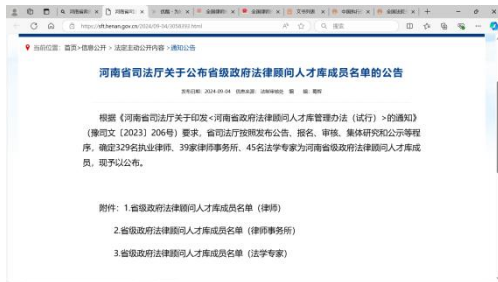 https://sft.henan.gov.cn/2024/09-04/3058393.html
当前位置：首页>信息公开 > 法定主动公开内容 >通知公告
河南省司法厅关于公布省级政府法律顾问人才库成员名单的公告
发布日期：2024-09-04
根据《河南省司法厅关于印发<河南省政府法律顾问人才库管理办法（试行）>的通知》
（豫司文〔2023〕206号）要求，省司法厅按照发布公告、报名、审核、集体研究和公示等程
序，确定329名执业律师、39家律师事务所、45名法学专家为河南省级政府法律顾问人才库成
员，现予以公布。
附件：1.省级政府法律顾问人才库成员名单（律师）
2.省级政府法律顾问人才库成员名单（律师事务所）
3.省级政府法律顾问人才库成员名单（法学专家）